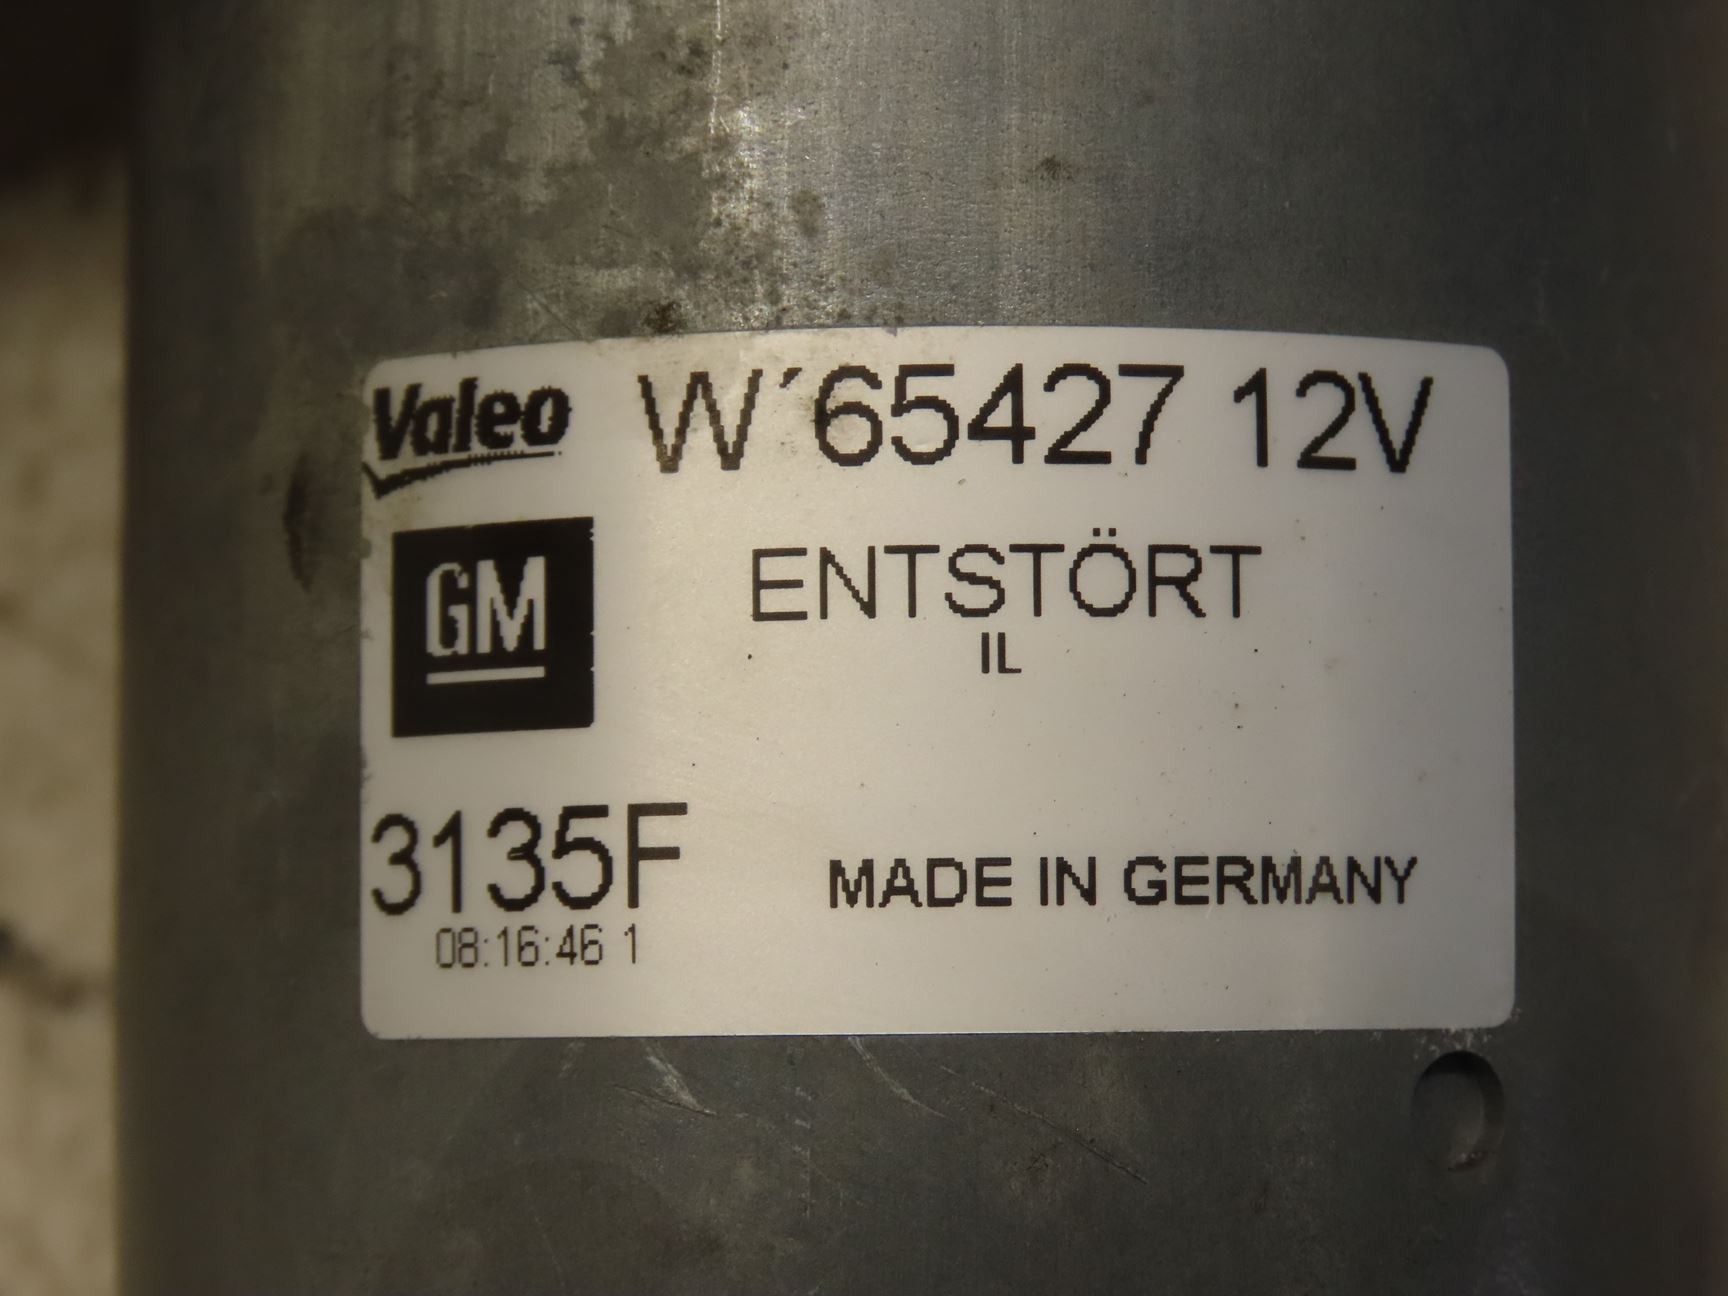 Valeo W´65427 12V
GM
ENTSTÖRT
IL
3135F
MADE IN GERMANY
08:16:46 1